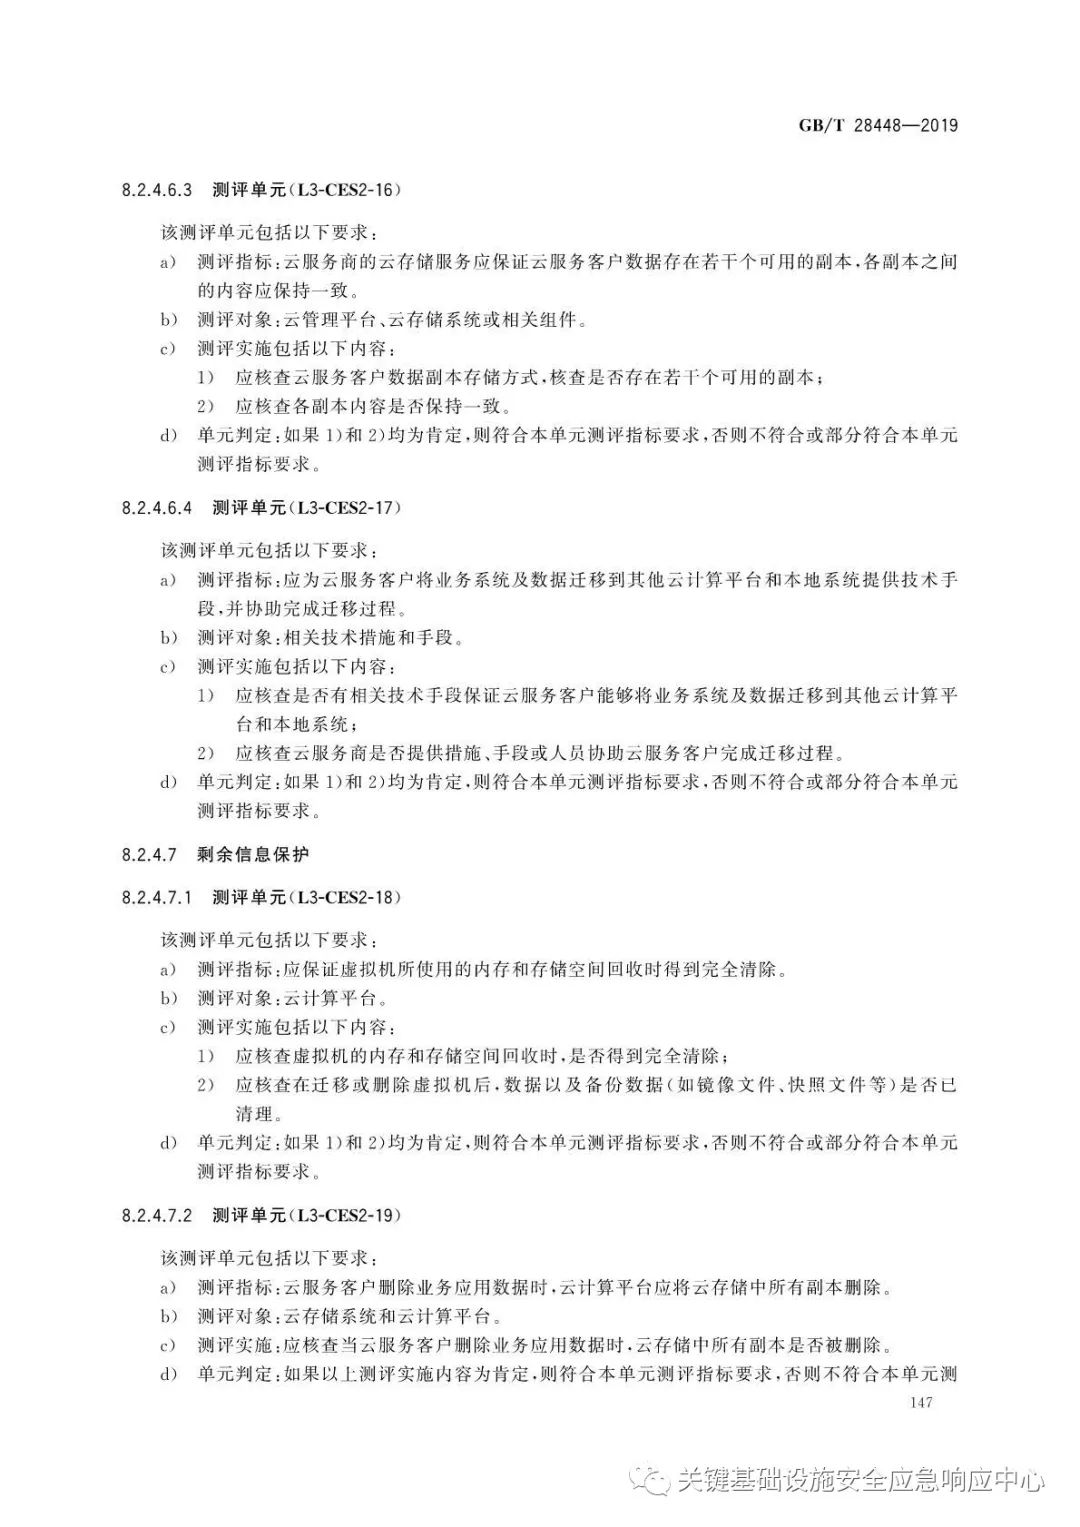 GB/T 28448—2019
8.2.4.6.3 测评单元(L3-CES2-16)
该测评单元包括以下要求:
a) 测评指标:云服务商的云存储服务应保证云服务客户数据存在若干个可用的副本,各副本之间
的内容应保持一致。
b) 测评对象:云管理平台、云存储系统或相关组件。
c) 测评实施包括以下内容:
1) 应核查云服务客户数据副本存储方式,核查是否存在若干个可用的副本;
2) 应核查各副本内容是否保持一致。
d) 单元判定:如果 1)和 2)均为肯定,则符合本单元测评指标要求,否则不符合或部分符合本单元
测评指标要求。
8.2.4.6.4 测评单元(L3-CES2-17)
该测评单元包括以下要求:
a) 测评指标:应为云服务客户将业务系统及数据迁移到其他云计算平台和本地系统提供技术手
段,并协助完成迁移过程。
b) 测评对象:相关技术措施和手段。
c) 测评实施包括以下内容:
1) 应核查是否有相关技术手段保证云服务客户能够将业务系统及数据迁移到其他云计算平
台和本地系统;
2) 应核查云服务商是否提供措施、手段或人员协助云服务客户完成迁移过程。
d) 单元判定:如果 1)和 2)均为肯定,则符合本单元测评指标要求,否则不符合或部分符合本单元
测评指标要求。
8.2.4.7 剩余信息保护
8.2.4.7.1 测评单元(L3-CES2-18)
该测评单元包括以下要求:
a) 测评指标:应保证虚拟机所使用的内存和存储空间回收时得到完全清除。
b) 测评对象:云计算平台。
c) 测评实施包括以下内容:
1) 应核查虚拟机的内存和存储空间回收时,是否得到完全清除;
2) 应核查在迁移或删除虚拟机后,数据以及备份数据(如镜像文件、快照文件等)是否已
清理。
d) 单元判定:如果 1)和 2)均为肯定,则符合本单元测评指标要求,否则不符合或部分符合本单元
测评指标要求。
8.2.4.7.2 测评单元(L3-CES2-19)
该测评单元包括以下要求:
a) 测评指标:云服务客户删除业务应用数据时,云计算平台应将云存储中所有副本删除。
b) 测评对象:云存储系统和云计算平台。
c) 测评实施:应核查当云服务客户删除业务应用数据时,云存储中所有副本是否被删除。
d) 单元判定:如果以上测评实施内容为肯定,则符合本单元测评指标要求,否则不符合本单元测
147
关键基础设施安全应急响应中心